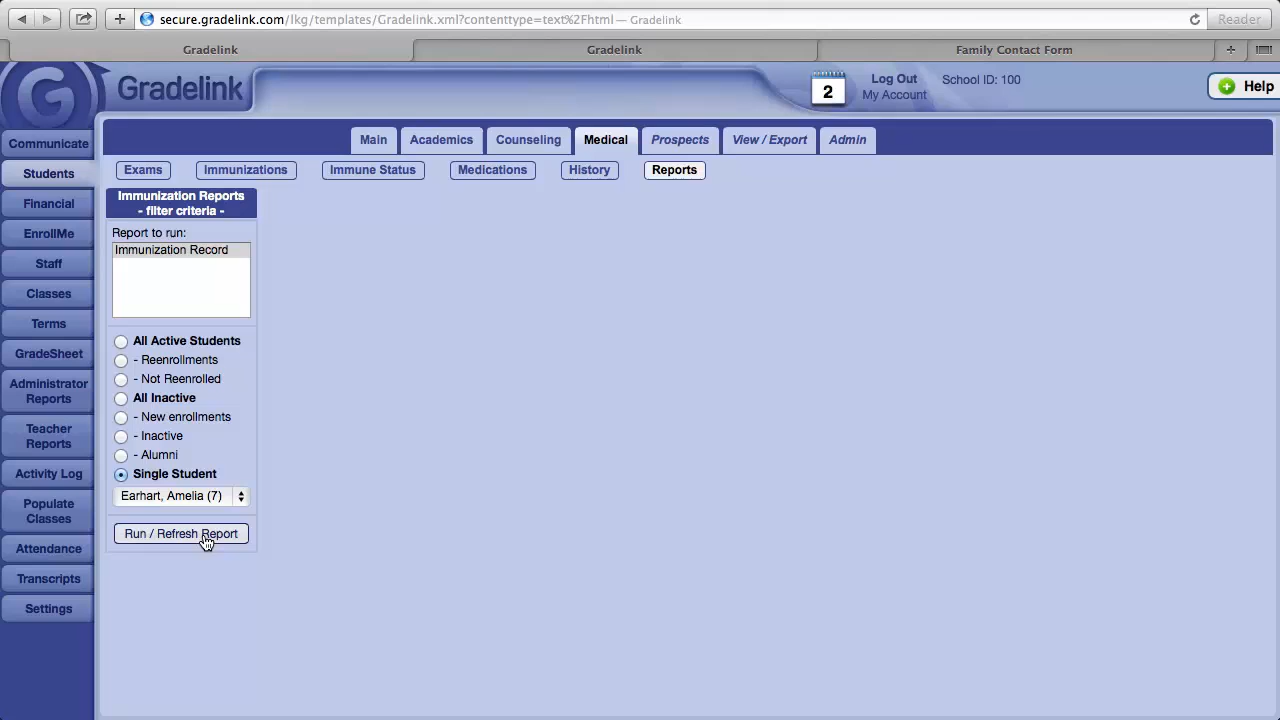 secure.gradelink.com/lkg/templates/Gradelink.xml?contenttype=text%2Fhtml — Gradelink
Reader
Gradelink
Gradelink
Family Contact Form
G Gradelink
2
Log Out
My Account
School ID: 100
Help
Main
Academics
Counseling
Medical
Prospects
View / Export
Admin
Exams
Immunizations
Immune Status
Medications
History
Reports
Communicate
Students
Financial
EnrollMe
Staff
Classes
Terms
GradeSheet
Administrator
Reports
Teacher
Reports
Activity Log
Populate
Classes
Attendance
Transcripts
Settings
Immunization Reports
- filter criteria -
Report to run:
Immunization Record
All Active Students
- Reenrollments
- Not Reenrolled
All Inactive
- New enrollments
- Inactive
- Alumni
Single Student
Earhart, Amelia (7)
Run / Refresh Report